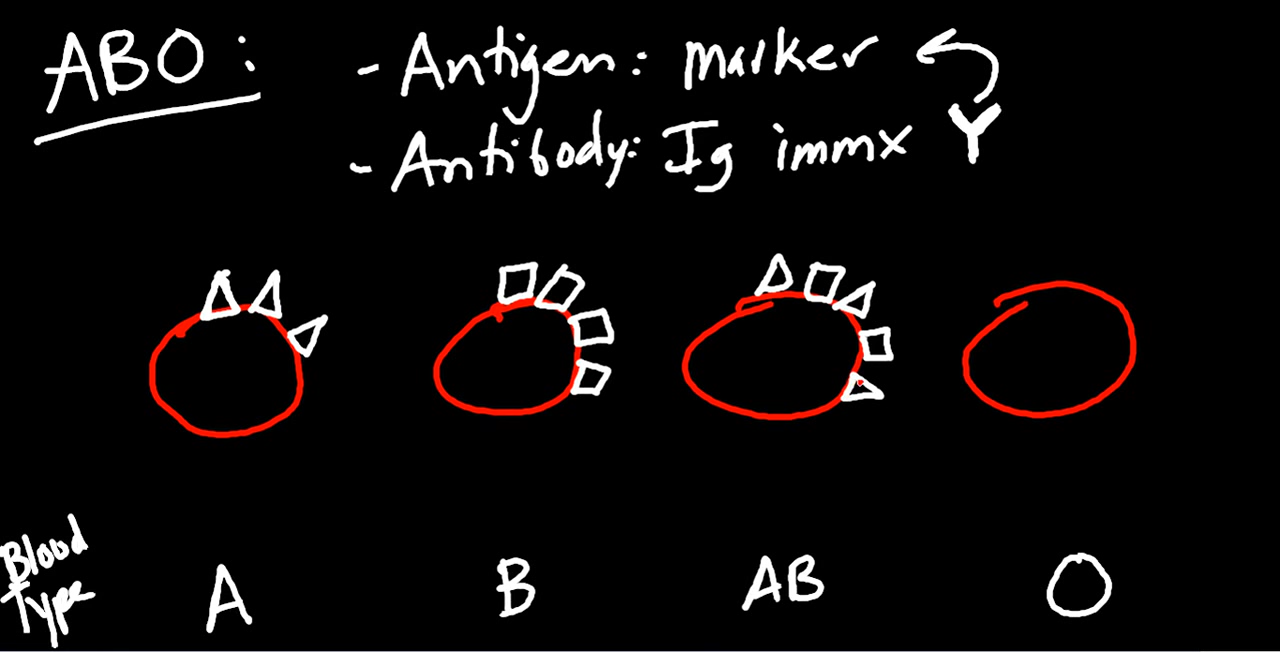 ABO: - Antigen: marker
- Antibody: Ig immx Y
Blood
Type A B AB O